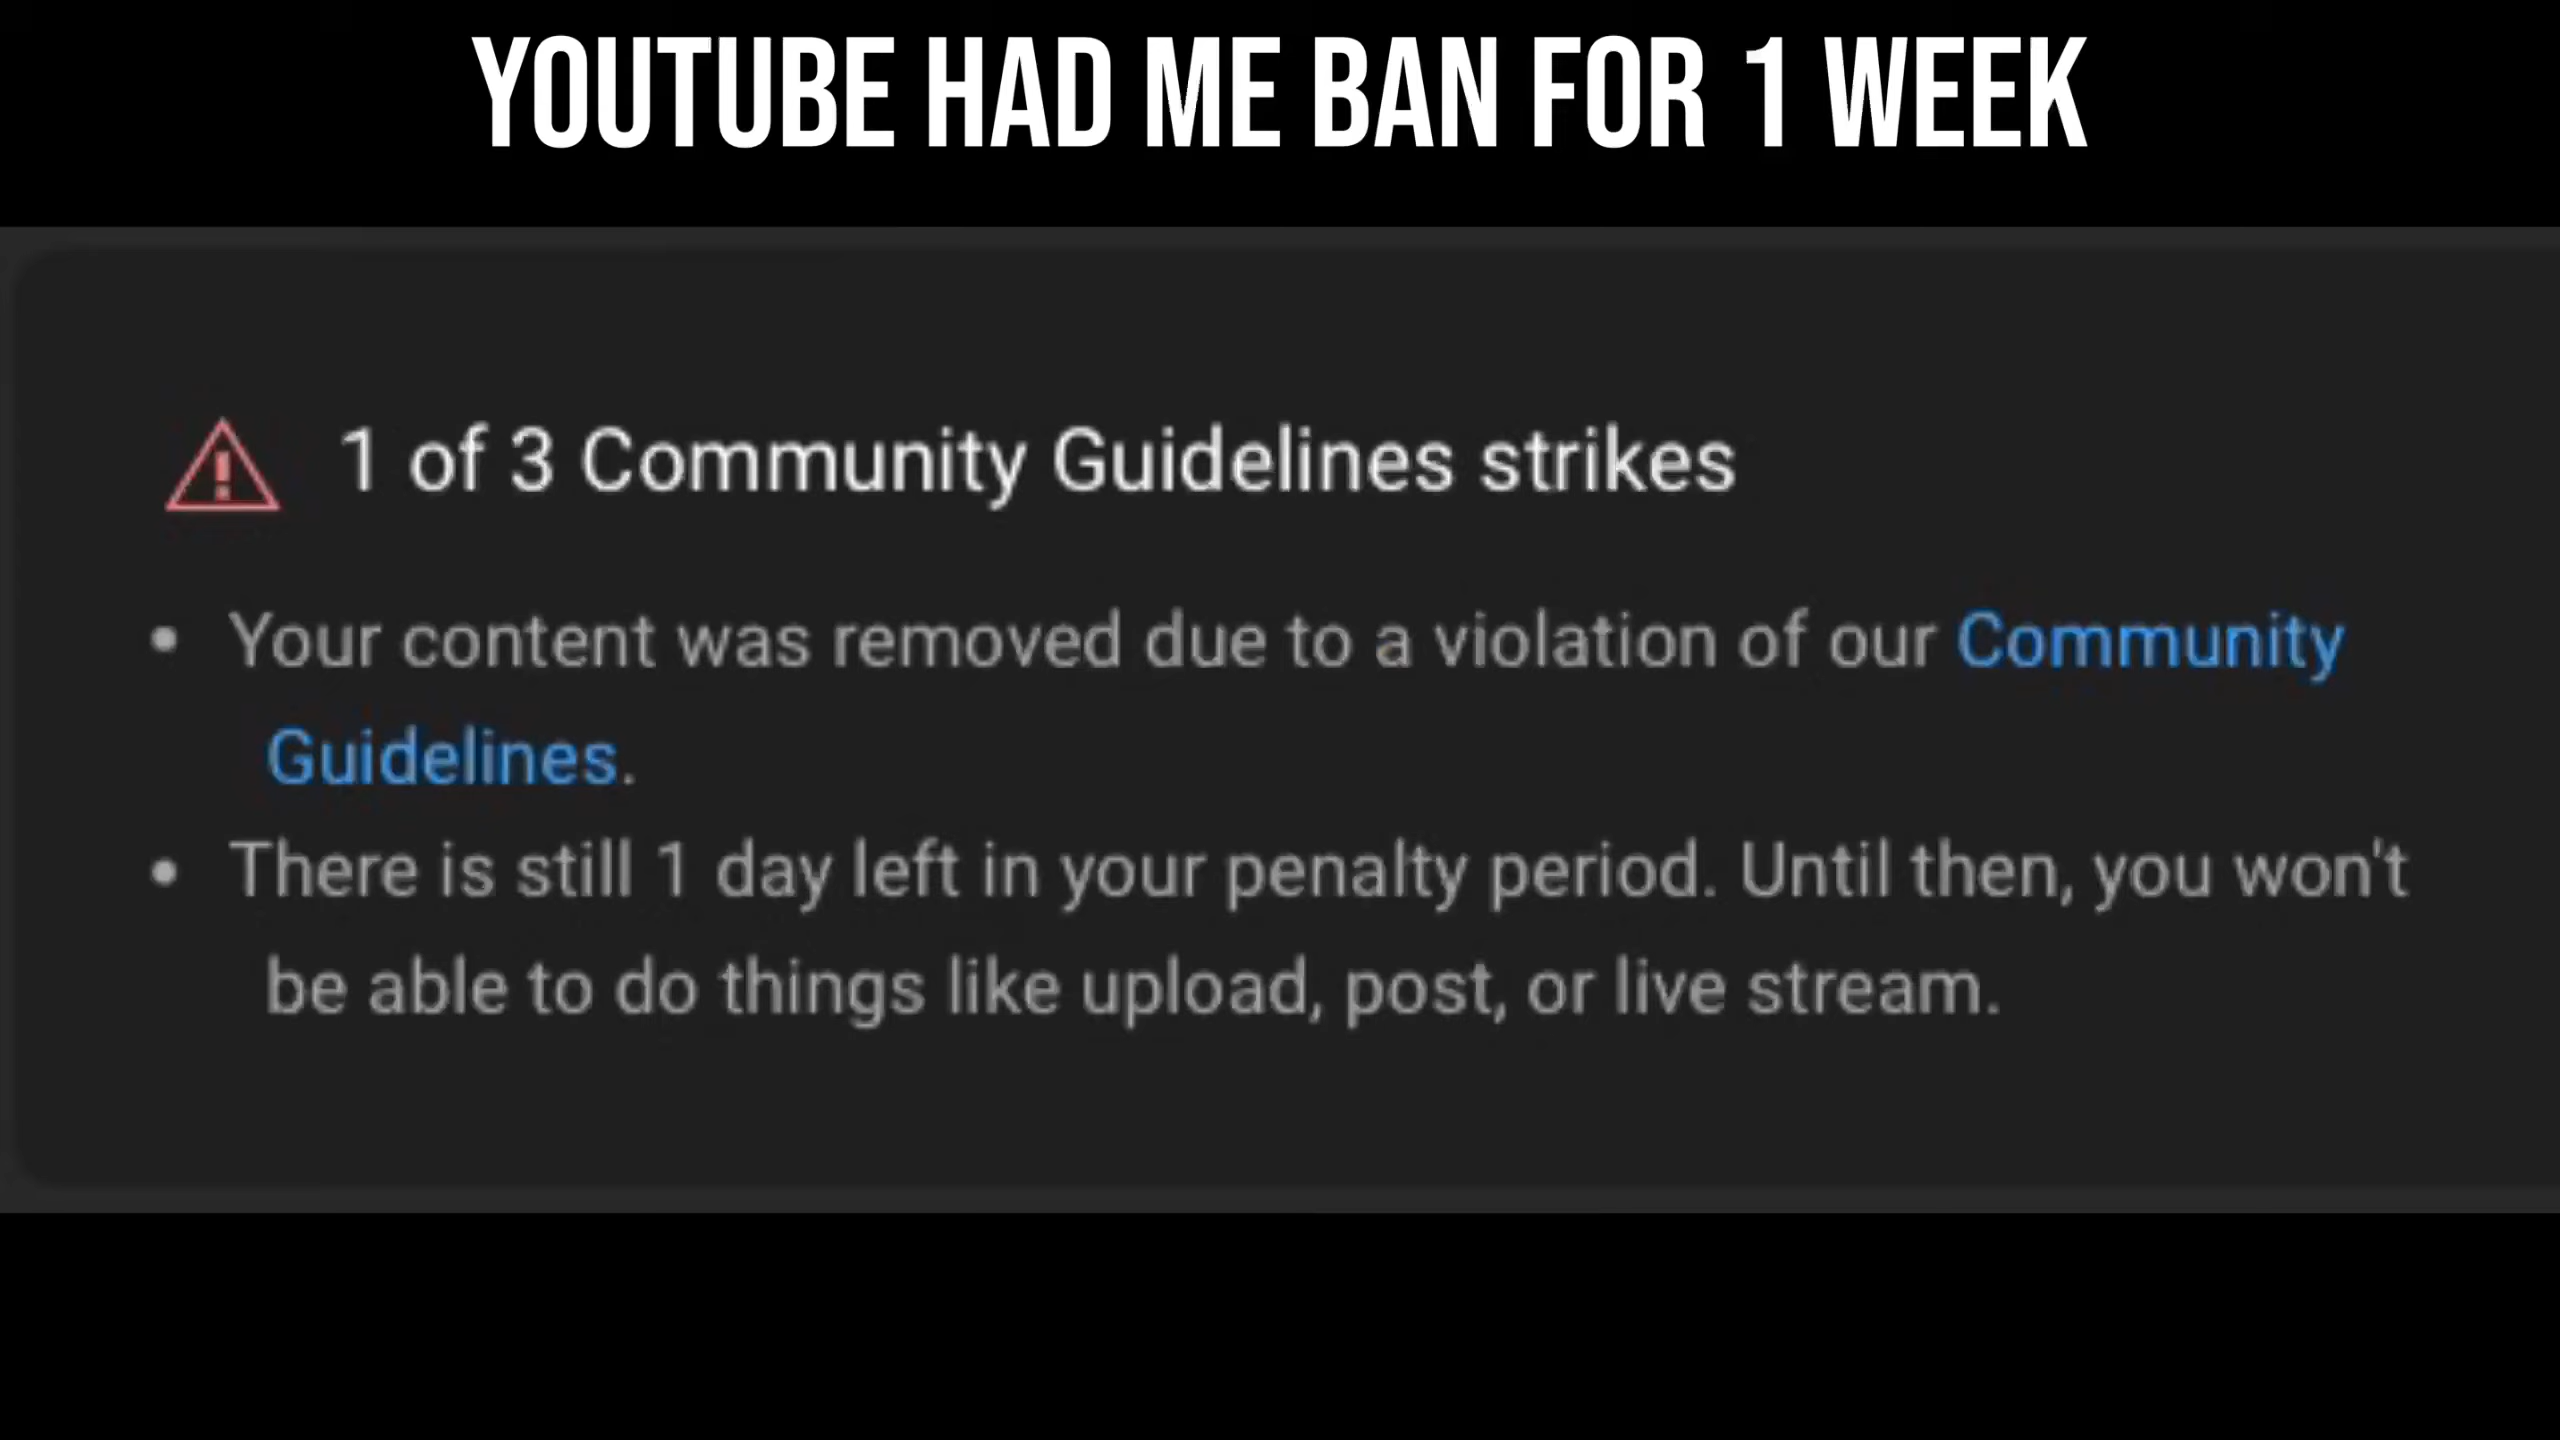 YOUTUBE HAD ME BAN FOR 1 WEEK
1 of 3 Community Guidelines strikes
• Your content was removed due to a violation of our Community
Guidelines.
• There is still 1 day left in your penalty period. Until then, you won't
be able to do things like upload, post, or live stream.